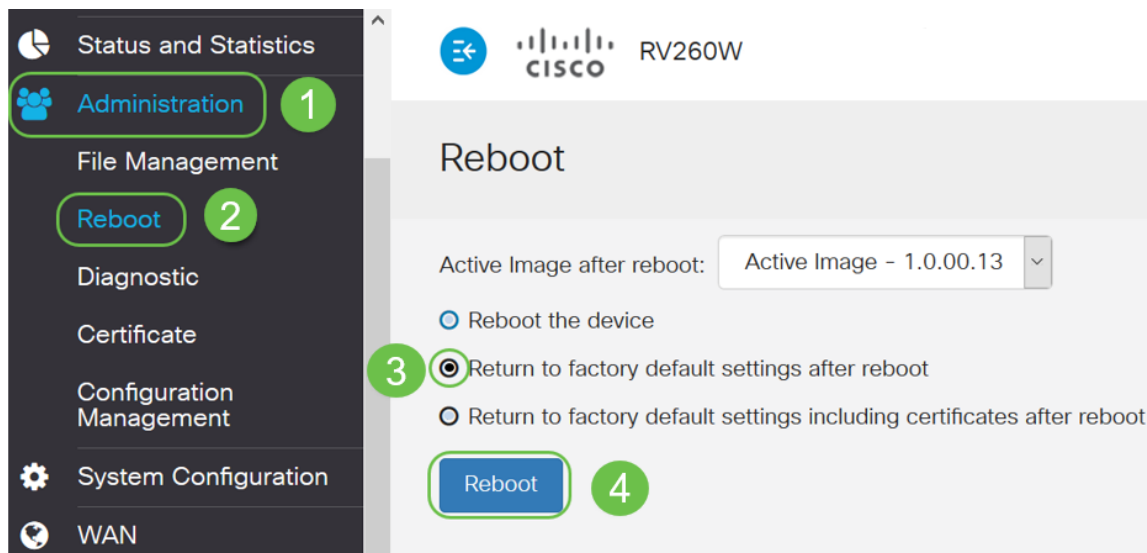 Status and Statistics
Administration
1
File Management
Reboot
2
Diagnostic
Certificate
Configuration
Management
System Configuration
WAN
CISCO
RV260W
Reboot
Active Image after reboot:
Active Image - 1.0.00.13
Reboot the device
3
Return to factory default settings after reboot
Return to factory default settings including certificates after reboot
Reboot
4